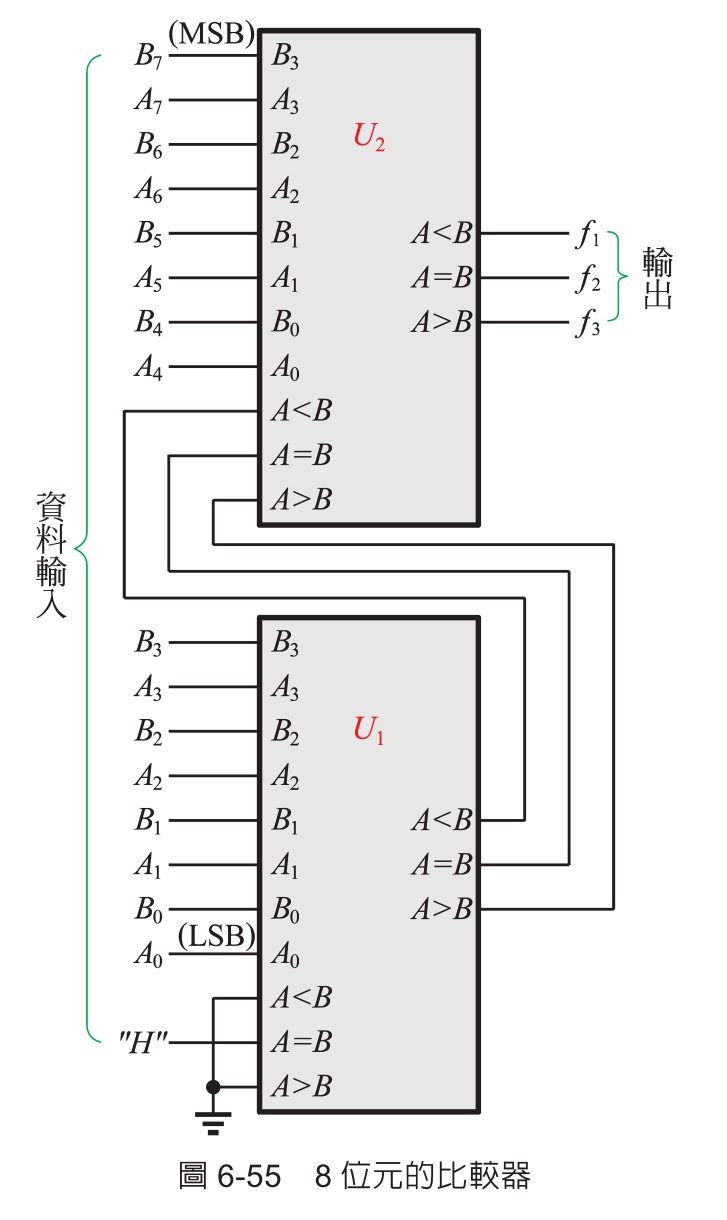 (MSB)
B₇ B₃
A₇ A₃
U₂
B₆ B₂
A₆ A₂
B₅ B₁ A<B f₁
A₅ A₁ A=B f₂
B₄ B₀ A>B f₃
輸出
A₄ A₀
A<B
A=B
A>B
資料輸入
B₃ B₃
A₃ A₃
B₂ B₂
U₁
A₂ A₂
B₁ B₁ A<B
A₁ A₁ A=B
B₀ B₀ A>B
(LSB)
A₀ A₀
A<B
"H" A=B
A>B
圖 6-55 8 位元的比較器